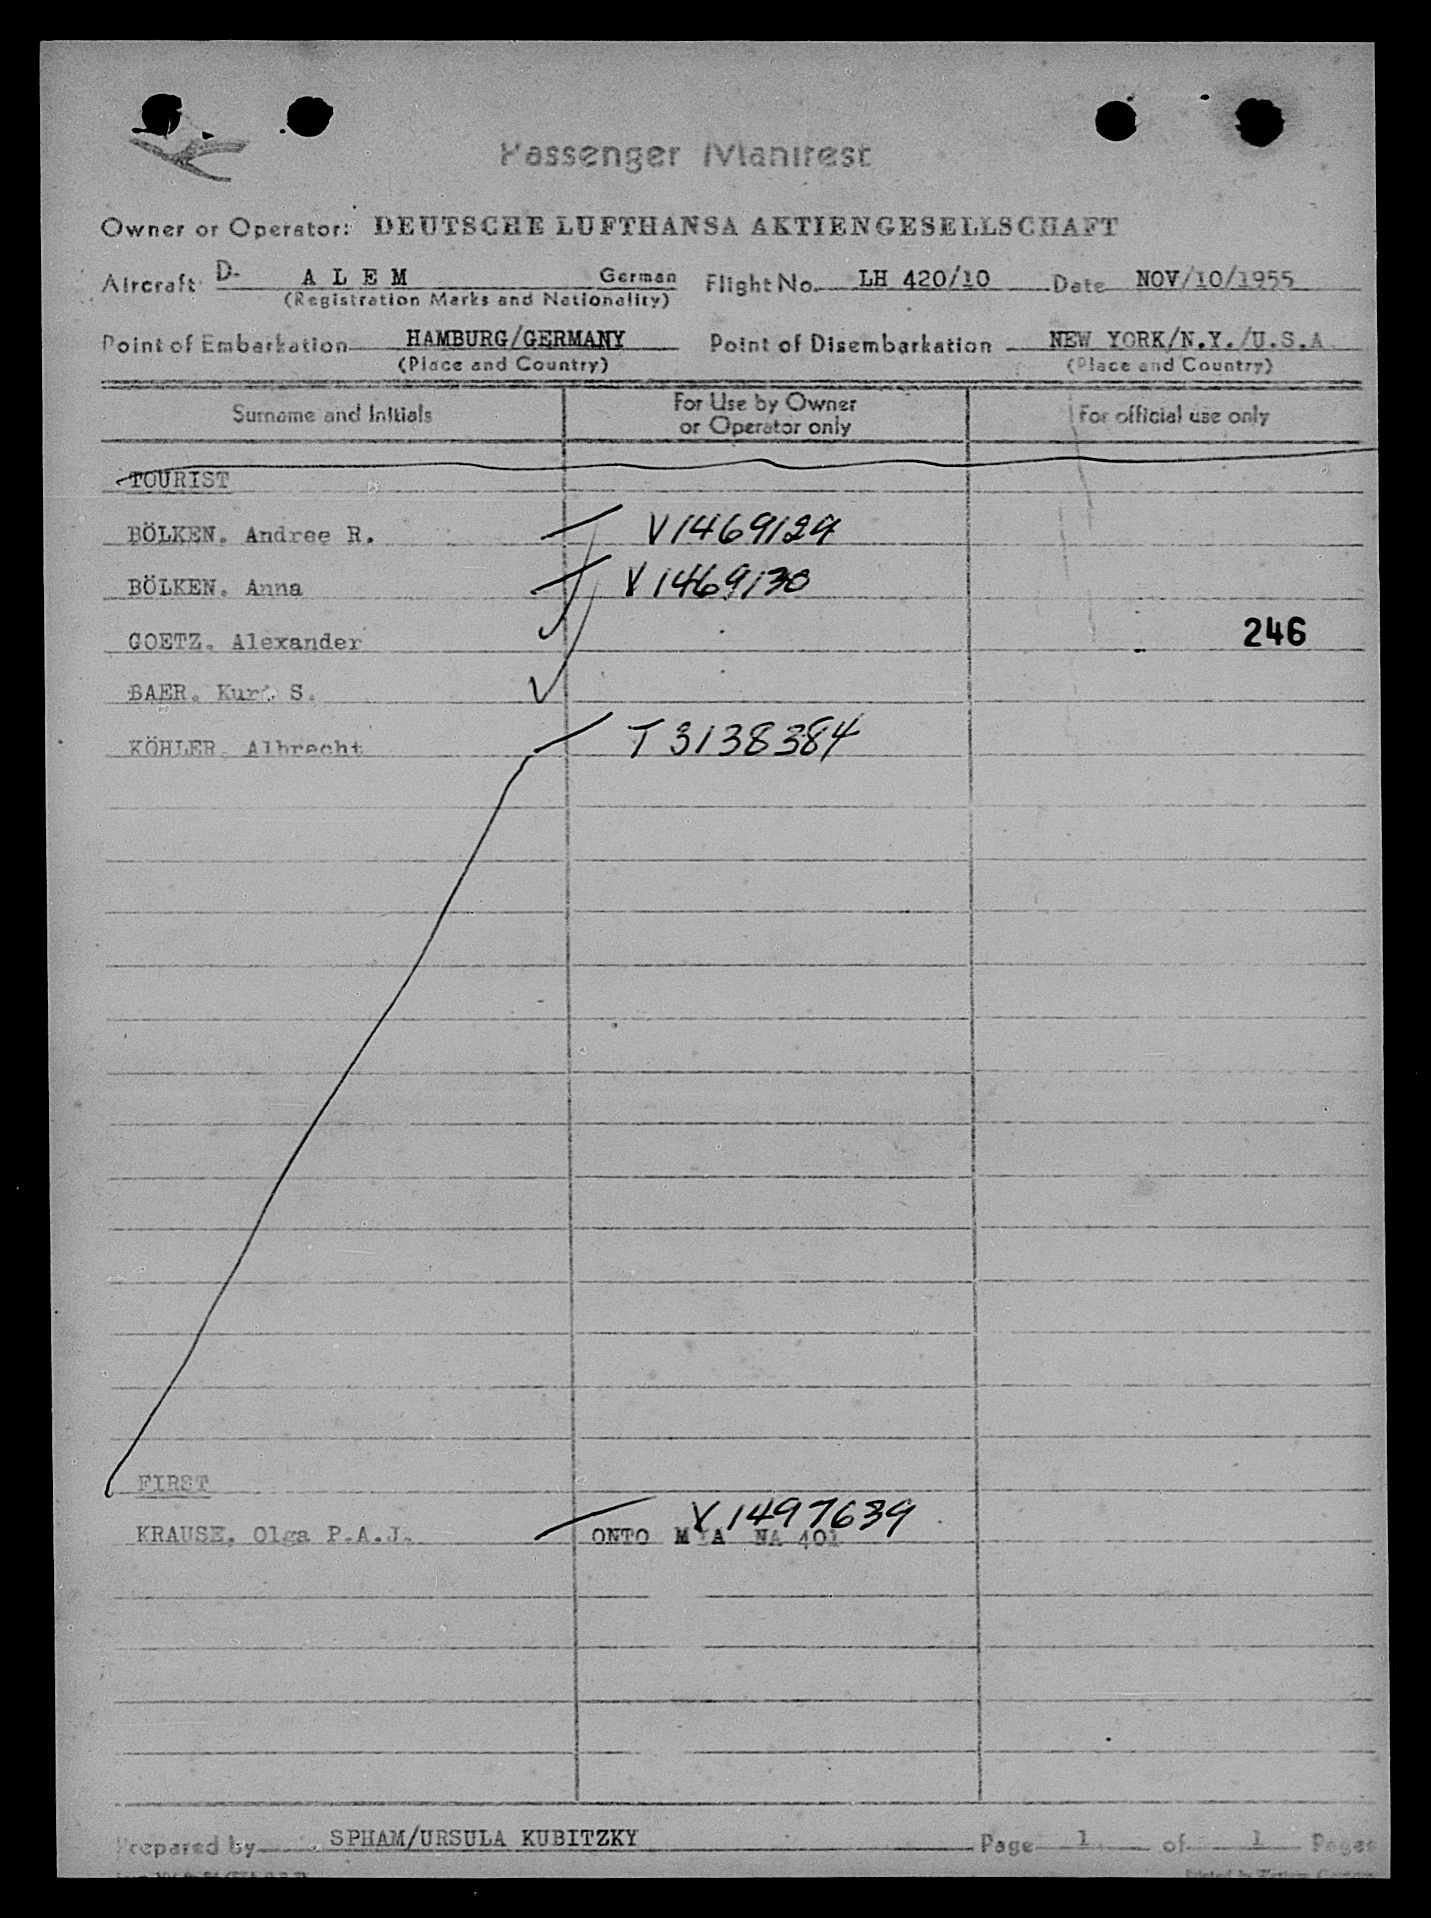 Passenger Manifest
Owner or Operator: DEUTSCHE LUFTHANSA AKTIENGESELLSCHAFT
Aircraft D- A L E M German Flight No. LH 420/10 Date NOV/10/1955
(Registration Marks and Nationality)
Point of Embarkation HAMBURG/GERMANY Point of Disembarkation NEW YORK/N.Y./U.S.A.
(Place and Country) (Place and Country)
Surname and Initials For Use by Owner or Operator only For official use only
TOURIST
BÖLKEN. Andree R. V1469129
BÖLKEN. Anna V1469130
GOETZ. Alexander 246
BAER. Kurt S.
KÖHLER. Albrecht T 3138384
FIRST
V 1497639
KRAUSE, Olga P.A.J. ONTO MIA NA 401
Prepared by SPHAM/URSULA KUBITZKY Page 1 of 1 Pages